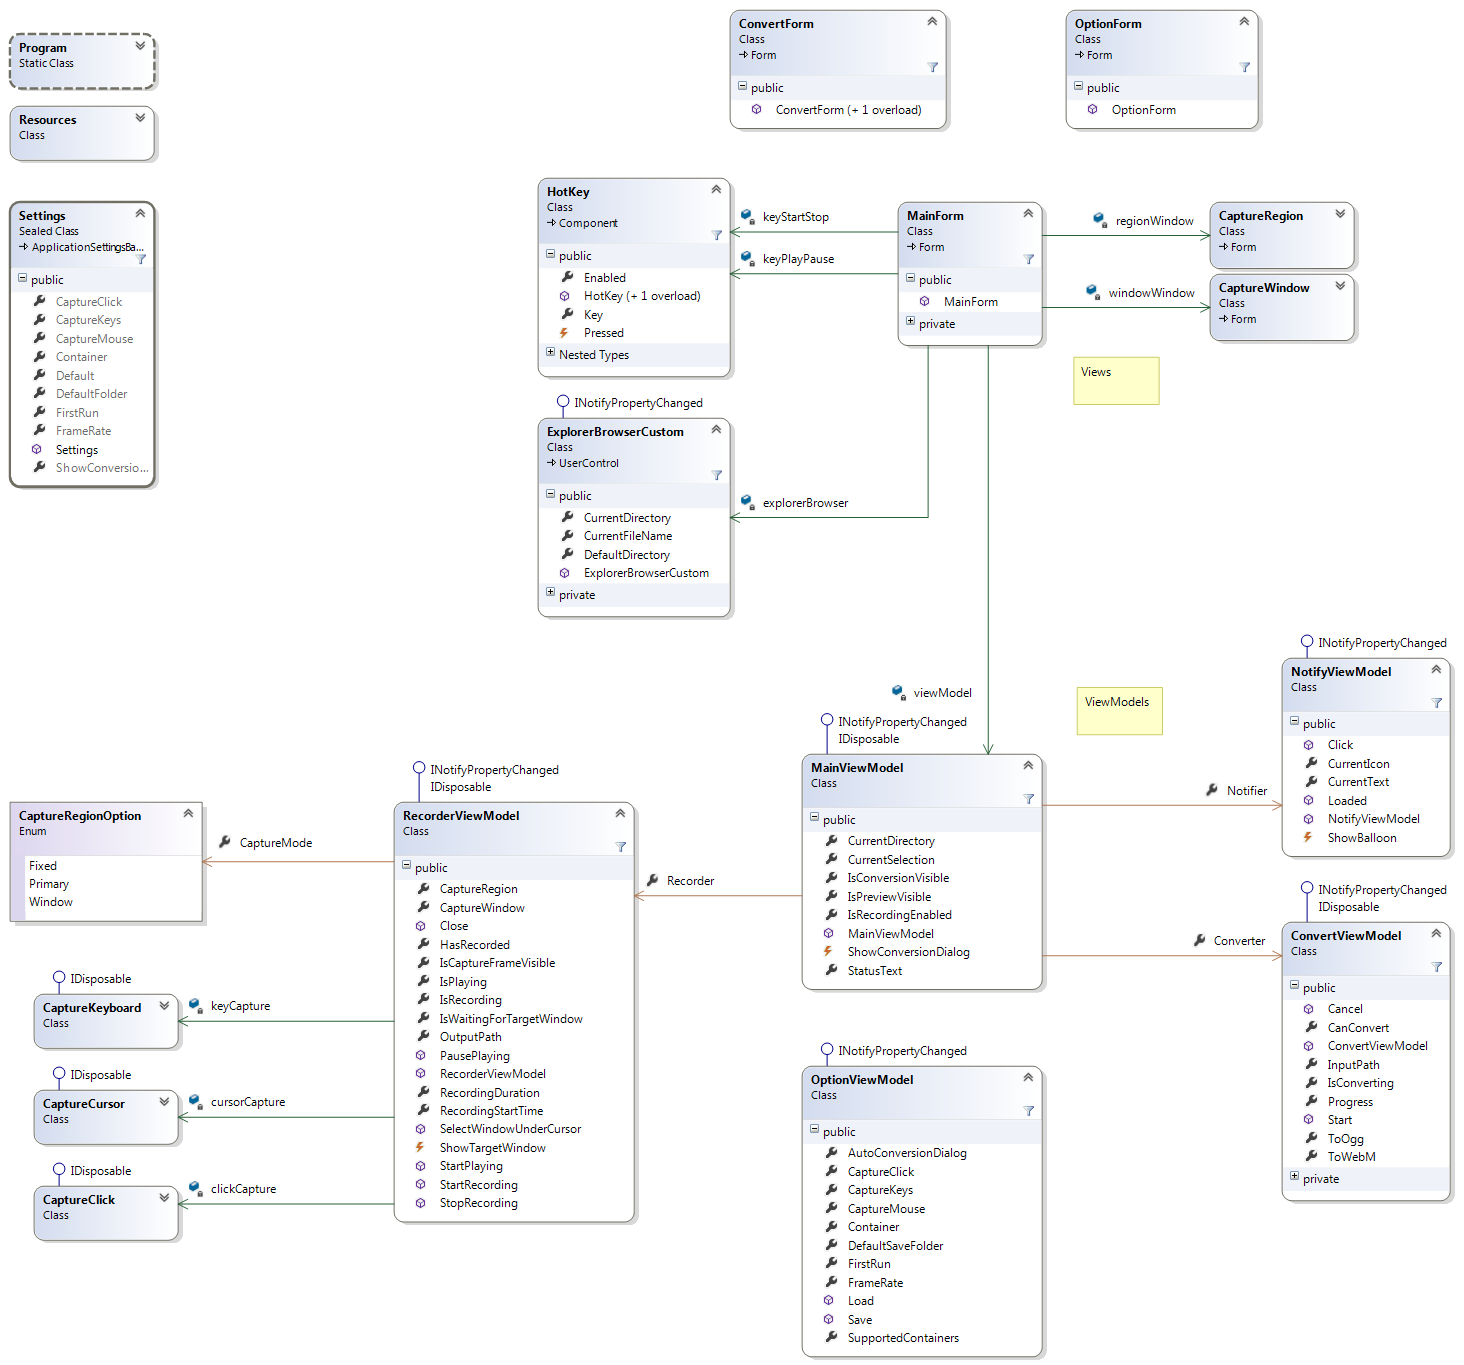 Program
Static Class
Resources
Class
Settings
Sealed Class
ApplicationSettingsBa...
public
CaptureClick
CaptureKeys
CaptureMouse
Container
Default
DefaultFolder
FirstRun
FrameRate
Settings
ShowConversio...
ConvertForm
Class
Form
public
ConvertForm (+ 1 overload)
OptionForm
Class
Form
public
OptionForm
HotKey
Class
Component
public
Enabled
HotKey (+ 1 overload)
Key
Pressed
Nested Types
keyStartStop
keyPlayPause
MainForm
Class
Form
public
MainForm
private
regionWindow
windowWindow
CaptureRegion
Class
Form
CaptureWindow
Class
Form
Views
INotifyPropertyChanged
ExplorerBrowserCustom
Class
UserControl
public
CurrentDirectory
CurrentFileName
DefaultDirectory
ExplorerBrowserCustom
private
explorerBrowser
viewModel
ViewModels
INotifyPropertyChanged
NotifyViewModel
Class
public
Click
CurrentIcon
CurrentText
Loaded
NotifyViewModel
ShowBalloon
INotifyPropertyChanged
IDisposable
MainViewModel
Class
public
CurrentDirectory
CurrentSelection
IsConversionVisible
IsPreviewVisible
IsRecordingEnabled
MainViewModel
ShowConversionDialog
StatusText
Notifier
Converter
Recorder
INotifyPropertyChanged
IDisposable
RecorderViewModel
Class
public
CaptureRegion
CaptureWindow
Close
HasRecorded
IsCaptureFrameVisible
IsPlaying
IsRecording
IsWaitingForTargetWindow
OutputPath
PausePlaying
RecorderViewModel
RecordingDuration
RecordingStartTime
SelectWindowUnderCursor
ShowTargetWindow
StartPlaying
StartRecording
StopRecording
CaptureMode
CaptureRegionOption
Enum
Fixed
Primary
Window
IDisposable
CaptureKeyboard
Class
keyCapture
IDisposable
CaptureCursor
Class
cursorCapture
IDisposable
CaptureClick
Class
clickCapture
INotifyPropertyChanged
IDisposable
ConvertViewModel
Class
public
Cancel
CanConvert
ConvertViewModel
InputPath
IsConverting
Progress
Start
ToOgg
ToWebM
private
INotifyPropertyChanged
OptionViewModel
Class
public
AutoConversionDialog
CaptureClick
CaptureKeys
CaptureMouse
Container
DefaultSaveFolder
FirstRun
FrameRate
Load
Save
SupportedContainers